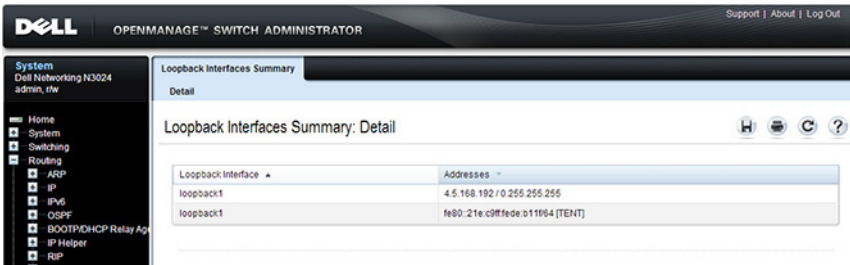 Support | About | Log Out
DELL
OPENMANAGE™ SWITCH ADMINISTRATOR
System
Dell Networking N3024
admin, r/w
Loopback Interfaces Summary
Detail
Home
System
Switching
Routing
ARP
IP
IPv6
OSPF
BOOTP/DHCP Relay Age
IP Helper
RIP
Loopback Interfaces Summary: Detail
Loopback Interface Addresses
loopback1 4.5.168.192 / 0.255.255.255
loopback1 fe80::21e:c9ff:fede:b11f/64 [TENT]